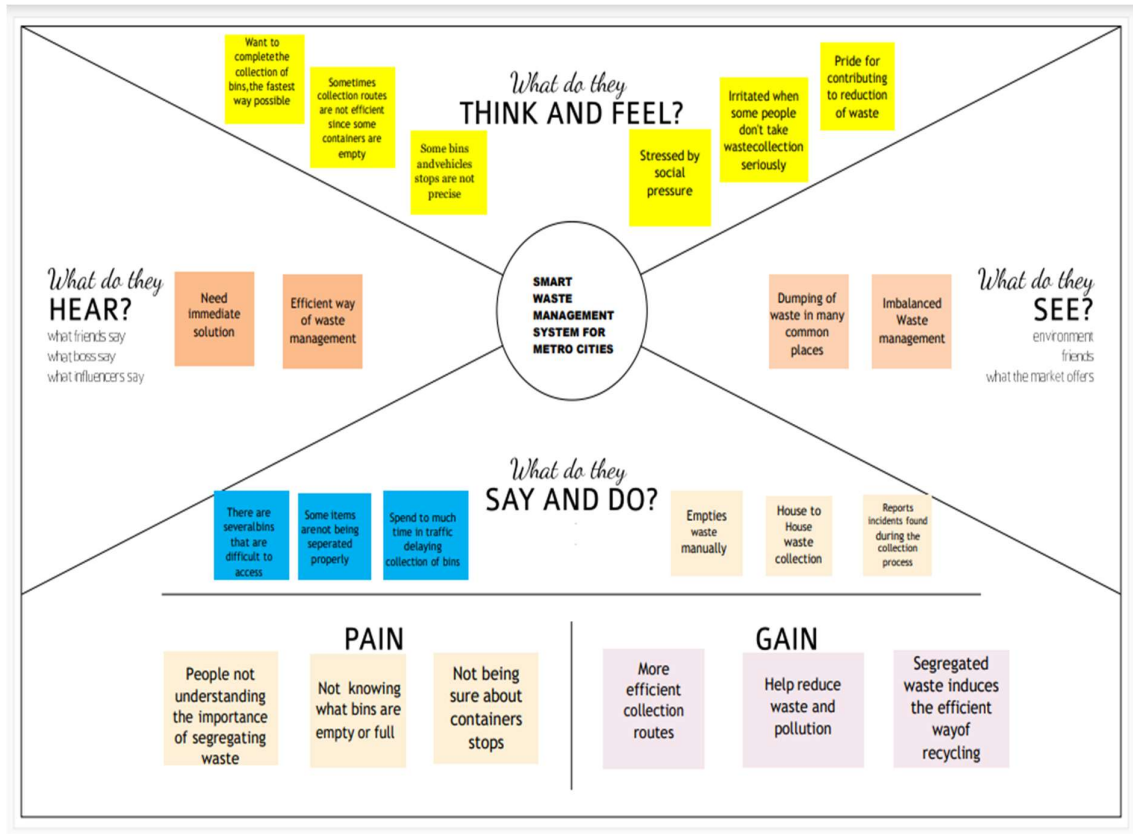 What do they
THINK AND FEEL?
Want to
completethe
collection of
bins,the fastest
way possible
Sometimes
collection routes
are not efficient
since some
containers are
empty
Some bins
andvehicles
stops are not
precise
Stressed by
social
pressure
Irritated when
some people
don't take
wastecollection
seriously
Pride for
contributing
to reduction
of waste
What do they
HEAR?
what friends say
what boss say
what influencers say
Need
immediate
solution
Efficient way
of waste
management
SMART
WASTE
MANAGEMENT
SYSTEM FOR
METRO CITIES
Dumping of
waste in many
common
places
Imbalanced
Waste
management
What do they
SEE?
environment
friends
what the market offers
What do they
SAY AND DO?
There are
severalbins
that are
difficult to
access
Some items
arenot being
seperated
properly
Spend to much
time in traffic
delaying
collection of bins
Empties
waste
manually
House to
House
waste
collection
Reports
incidents found
during the
collection
process
PAIN
People not
understanding
the importance
of segregating
waste
Not knowing
what bins are
empty or full
Not being
sure about
containers
stops
GAIN
More
efficient
collection
routes
Help reduce
waste and
pollution
Segregated
waste induces
the efficient
wayof
recycling